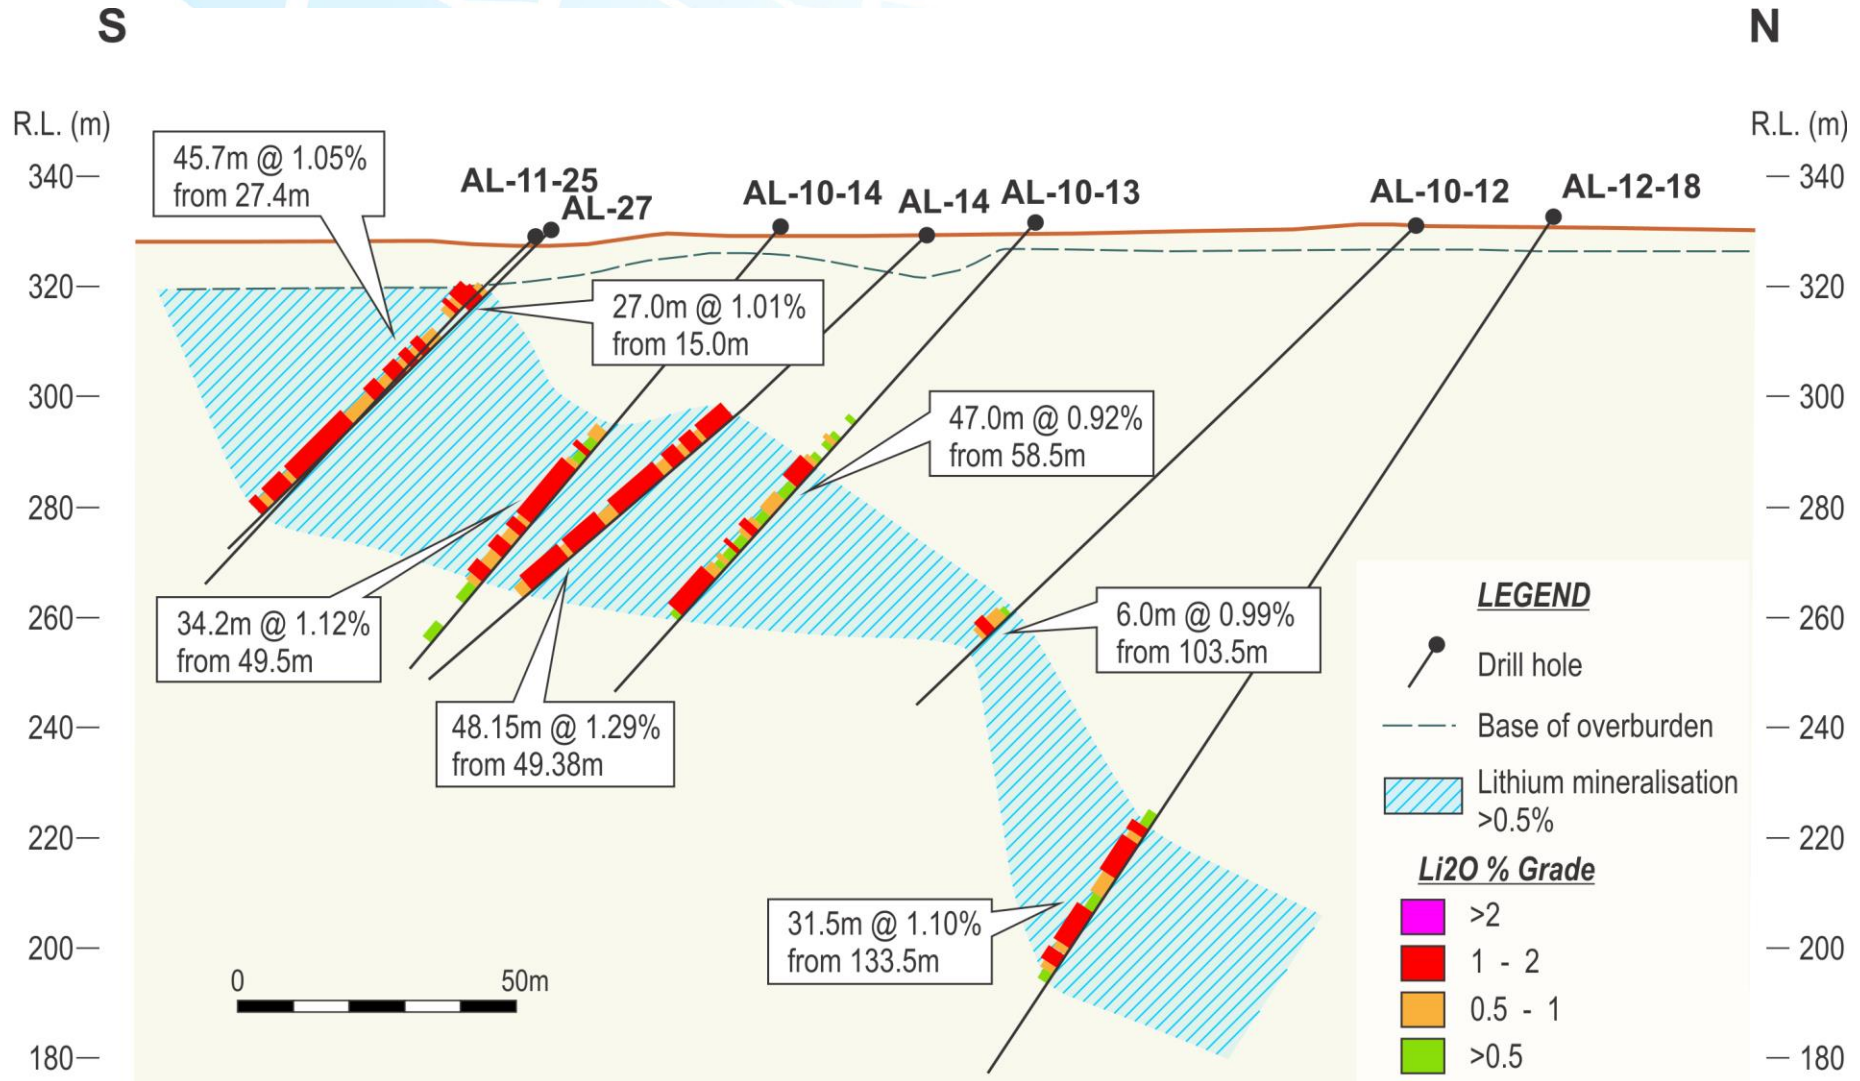 S
N
R.L. (m)
R.L. (m)
340
320
300
280
260
240
220
200
180
340
320
300
280
260
240
220
200
180
AL-11-25
AL-27
AL-10-14
AL-14
AL-10-13
AL-10-12
AL-12-18
45.7m @ 1.05%
from 27.4m
27.0m @ 1.01%
from 15.0m
47.0m @ 0.92%
from 58.5m
34.2m @ 1.12%
from 49.5m
6.0m @ 0.99%
from 103.5m
48.15m @ 1.29%
from 49.38m
31.5m @ 1.10%
from 133.5m
0
50m
LEGEND
Drill hole
Base of overburden
Lithium mineralisation
>0.5%
Li2O % Grade
>2
1 - 2
0.5 - 1
>0.5